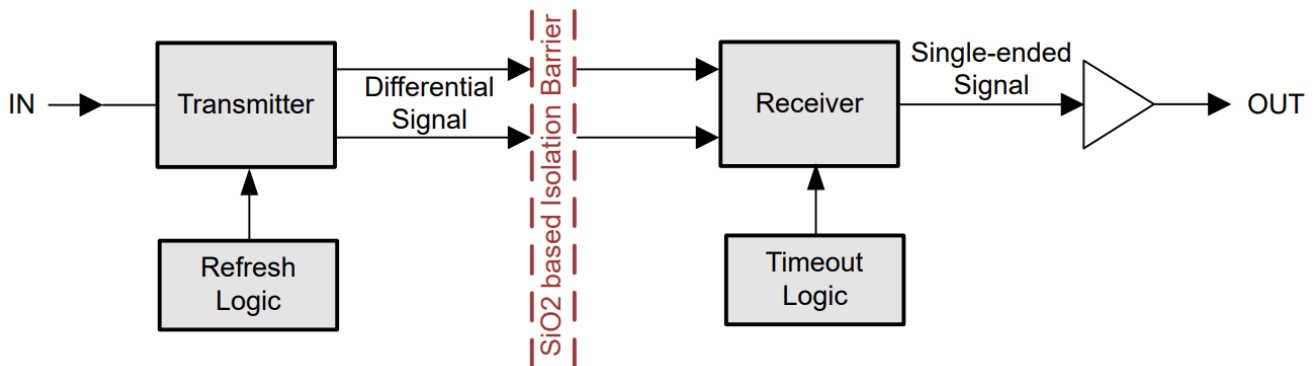 IN
Transmitter
Differential
Signal
SiO2 based Isolation Barrier
Receiver
Single-ended
Signal
OUT
Refresh
Logic
Timeout
Logic